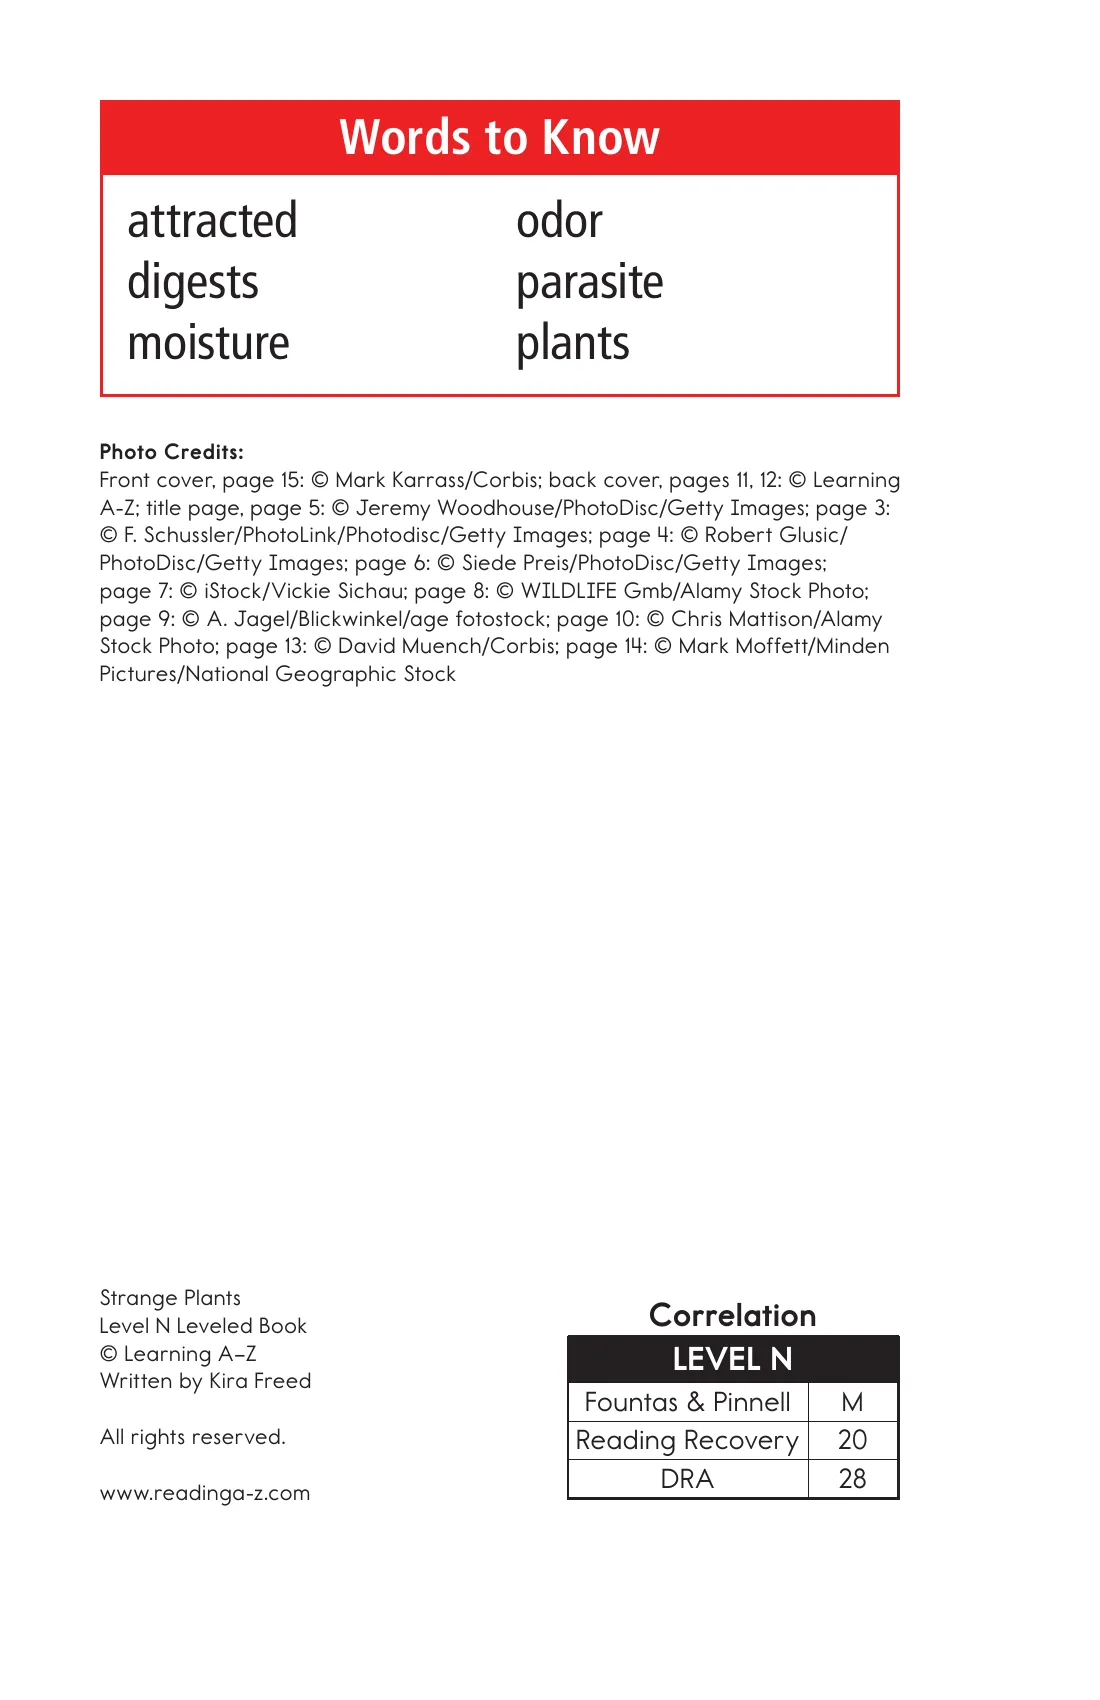 Words to Know
attracted
digests
moisture
odor
parasite
plants
Photo Credits:
Front cover, page 15: © Mark Karrass/Corbis; back cover, pages 11, 12: © Learning
A-Z; title page, page 5: © Jeremy Woodhouse/PhotoDisc/Getty Images; page 3:
© F. Schussler/PhotoLink/Photodisc/Getty Images; page 4: © Robert Glusic/
PhotoDisc/Getty Images; page 6: © Siede Preis/PhotoDisc/Getty Images;
page 7: © iStock/Vickie Sichau; page 8: © WILDLIFE Gmb/Alamy Stock Photo;
page 9: © A. Jagel/Blickwinkel/age fotostock; page 10: © Chris Mattison/Alamy
Stock Photo; page 13: © David Muench/Corbis; page 14: © Mark Moffett/Minden
Pictures/National Geographic Stock
Strange Plants
Level N Leveled Book
© Learning A–Z
Written by Kira Freed
All rights reserved.
www.readinga-z.com
Correlation
LEVEL N
Fountas & Pinnell M
Reading Recovery 20
DRA 28